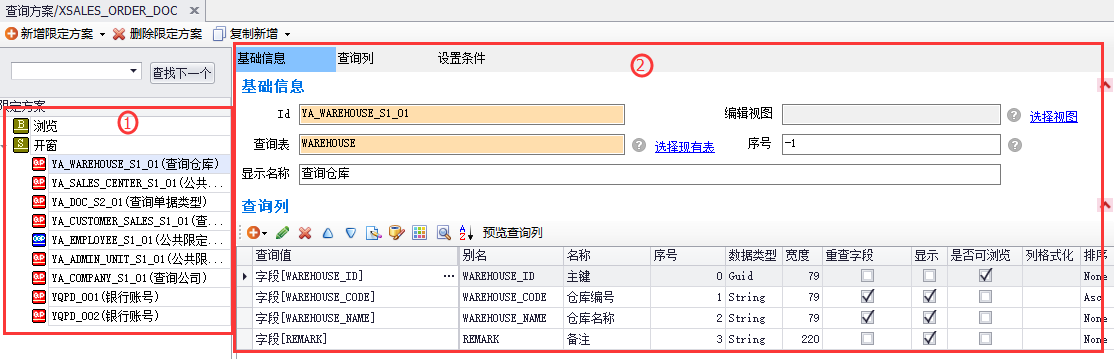 查询方案/XSALES_ORDER_DOC
新增限定方案 删除限定方案 复制新增
查找下一个
限定方案
浏览
开窗
YA_WAREHOUSE_S1_01(查询仓库)
YA_SALES_CENTER_S1_01(公共...
YA_DOC_S2_01(查询单据类型)
YA_CUSTOMER_SALES_S1_01(查...
YA_EMPLOYEE_S1_01(公共限定...
YA_ADMIN_UNIT_S1_01(公共限...
YA_COMPANY_S1_01(查询公司)
YQPD_001(银行账号)
YQPD_002(银行账号)
1
2
基础信息 查询列 设置条件
基础信息
Id YA_WAREHOUSE_S1_01 编辑视图 选择视图
查询表 WAREHOUSE 选择现有表 序号 -1
显示名称 查询仓库
查询列
预览查询列
查询值 别名 名称 序号 数据类型 宽度 重查字段 显示 是否可浏览 列格式化 排序
字段[WAREHOUSE_ID] ... WAREHOUSE_ID 主键 0 Guid 79 None
字段[WAREHOUSE_CODE] WAREHOUSE_CODE 仓库编号 1 String 79 Asc
字段[WAREHOUSE_NAME] WAREHOUSE_NAME 仓库名称 2 String 79 None
字段[REMARK] REMARK 备注 3 String 220 None